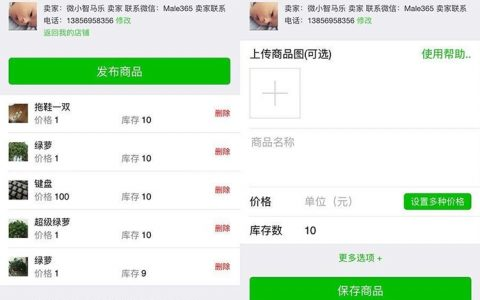 卖家：微小智马乐 卖家 联系微信：Male365 卖家联系
电话：13856958356 修改
返回我的店铺
发布商品
拖鞋一双
价格 1 库存 10 删除
绿萝
价格 1 库存 10 删除
键盘
价格 100 库存 10 删除
超级绿萝
价格 1 库存 10 删除
绿萝
价格 1 库存 9 删除
卖家：微小智马乐 卖家 联系微信：Male365 卖家联系
电话：13856958356 修改
上传商品图(可选) 使用帮助..
商品名称
价格 单位（元） 设置多种价格
库存数 10
更多选项 +
保存商品